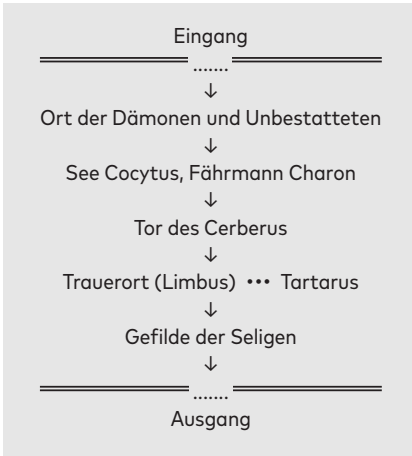 Eingang
.......
↓
Ort der Dämonen und Unbestatteten
↓
See Cocytus, Fährmann Charon
↓
Tor des Cerberus
↓
Trauerort (Limbus) ••• Tartarus
↓
Gefilde der Seligen
↓
.......
Ausgang